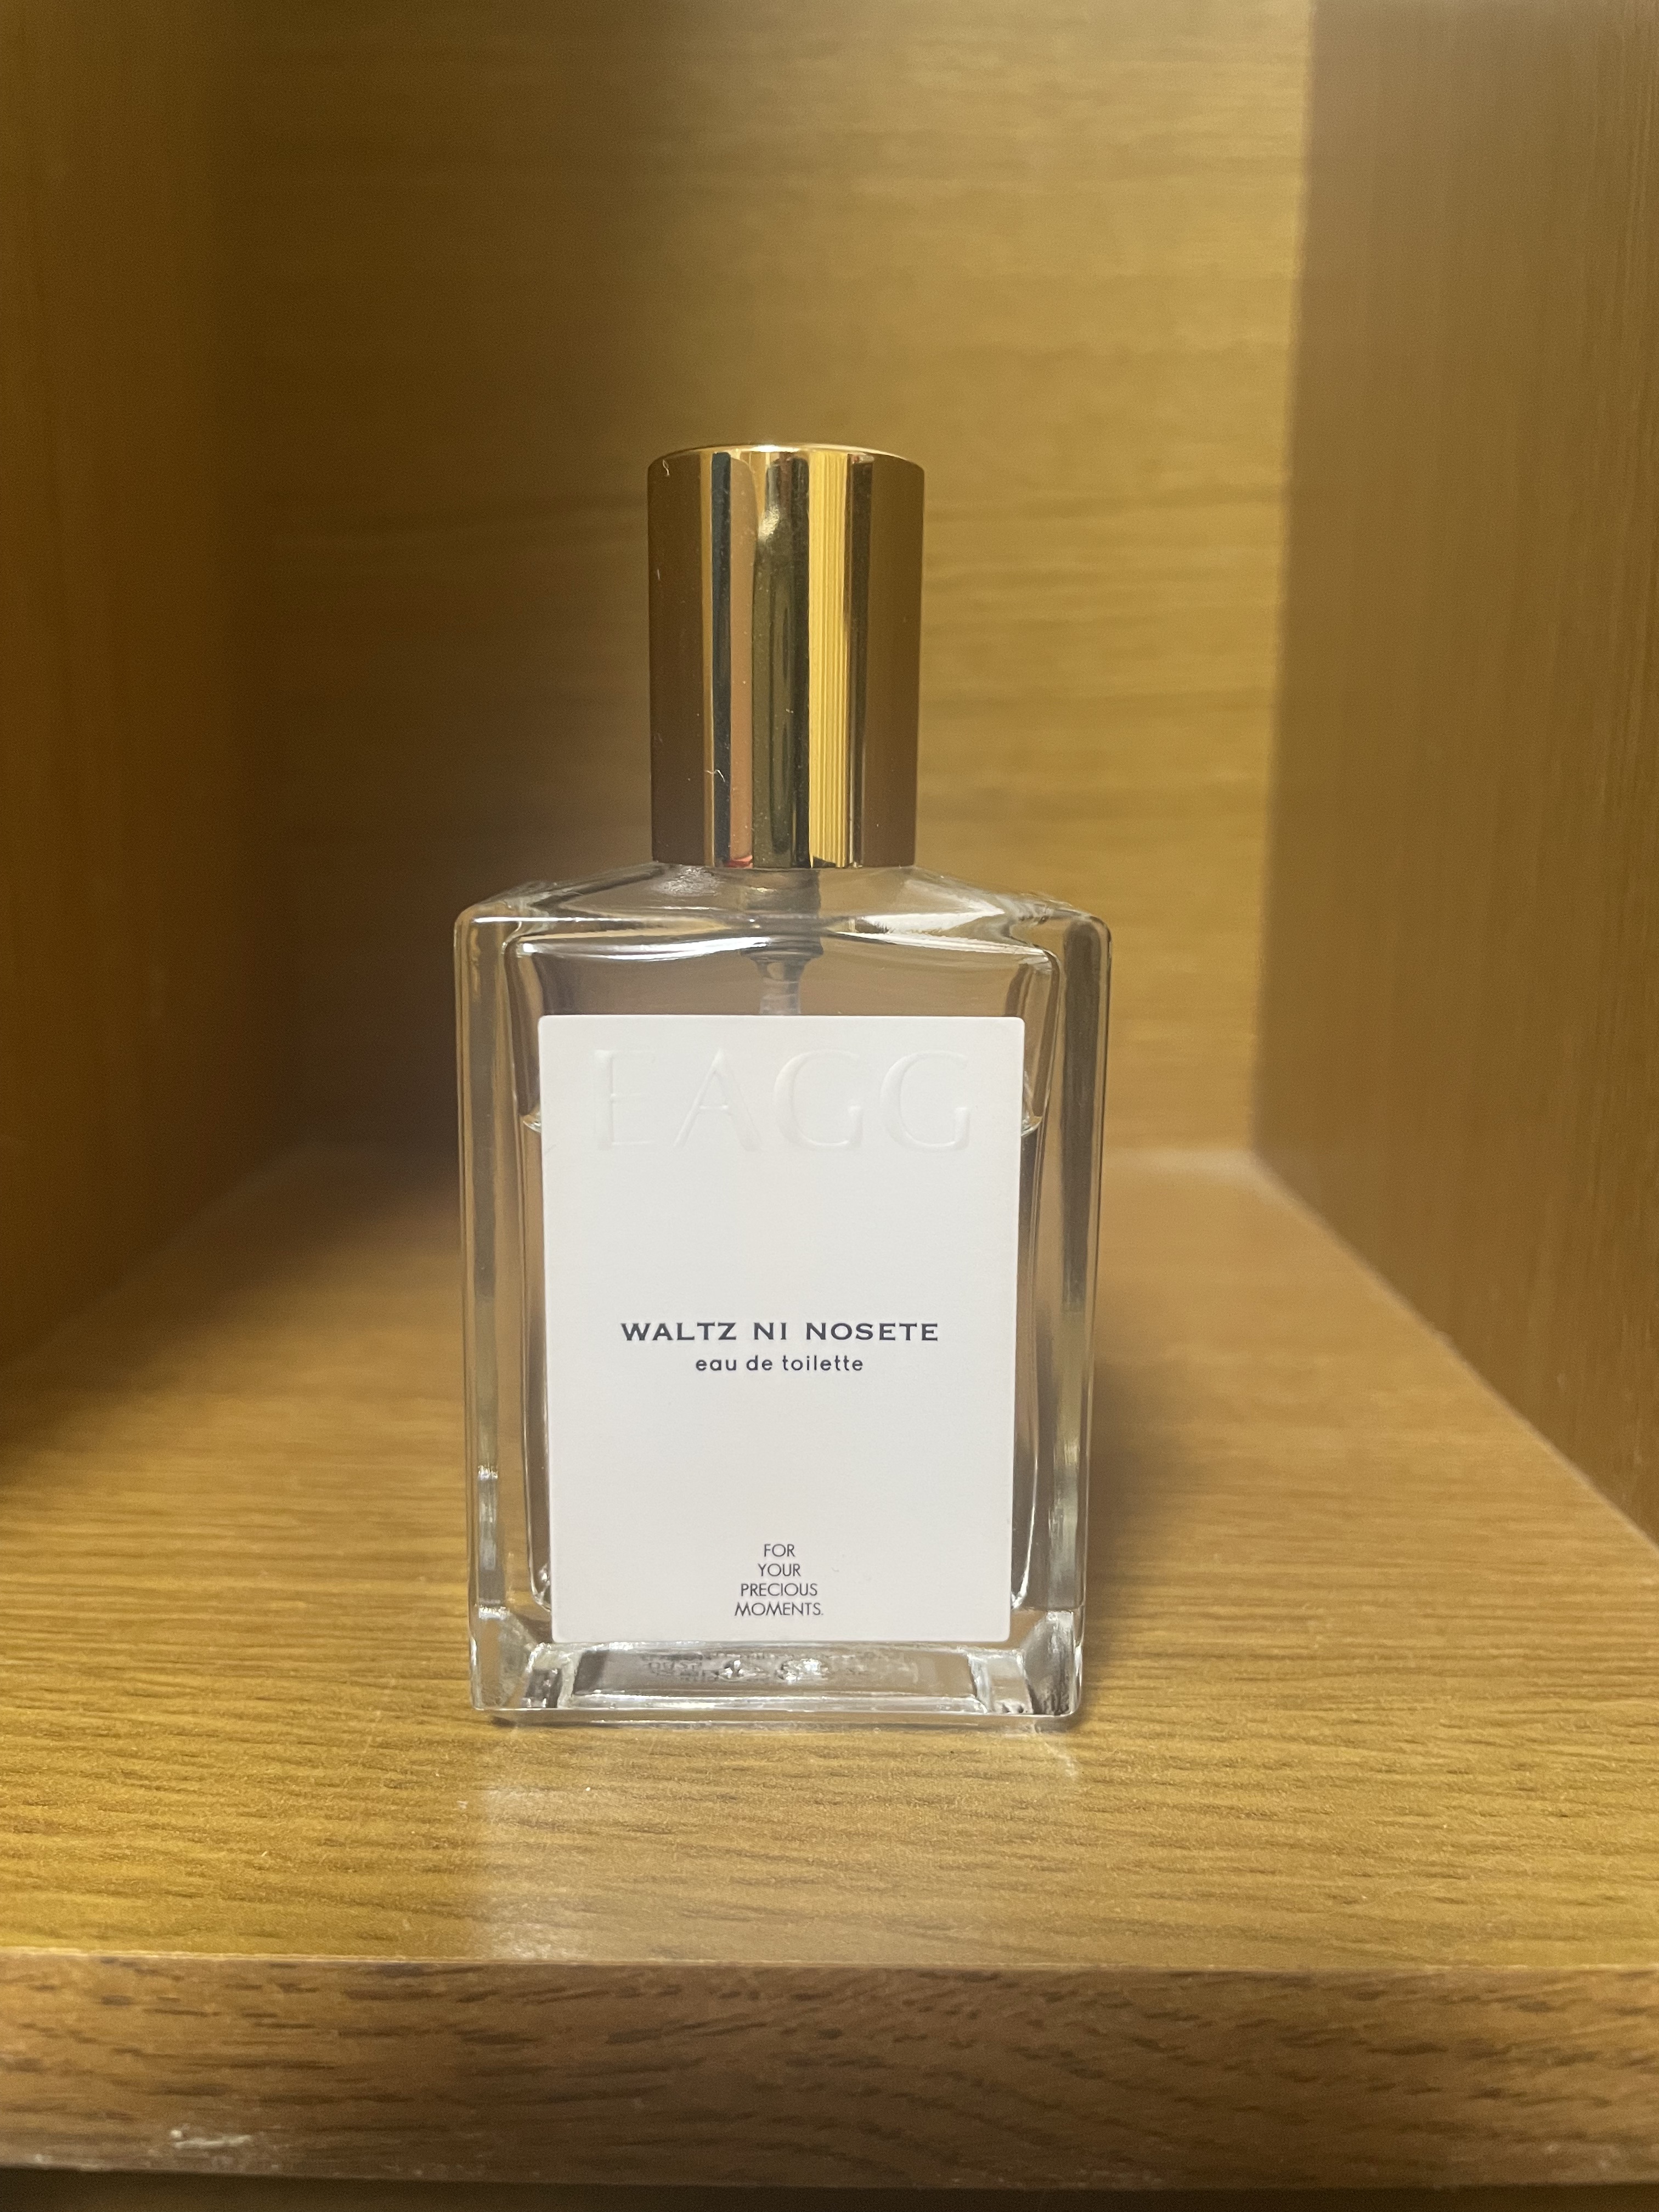 EAGG
WALTZ NI NOSETE
eau de toilette
FOR
YOUR
PRECIOUS
MOMENTS.